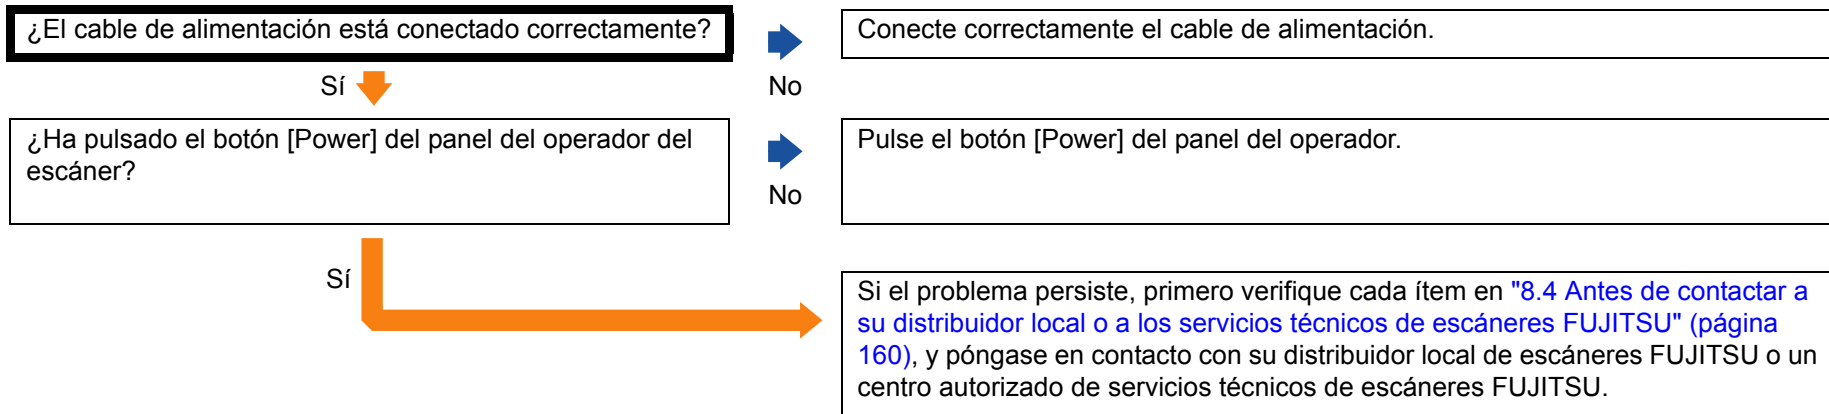 ¿El cable de alimentación está conectado correctamente?
Conecte correctamente el cable de alimentación.
Sí
No
¿Ha pulsado el botón [Power] del panel del operador del
escáner?
Pulse el botón [Power] del panel del operador.
No
Sí
Si el problema persiste, primero verifique cada ítem en "8.4 Antes de contactar a
su distribuidor local o a los servicios técnicos de escáneres FUJITSU" (página
160), y póngase en contacto con su distribuidor local de escáneres FUJITSU o un
centro autorizado de servicios técnicos de escáneres FUJITSU.